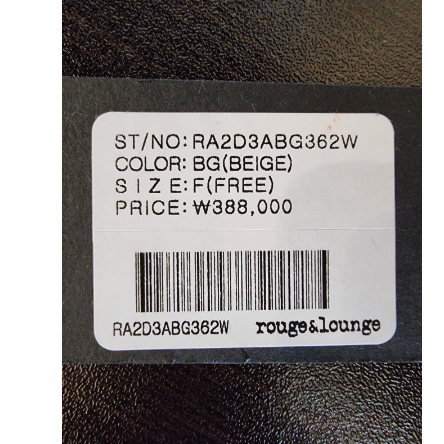 ST/NO:RA2D3ABG362W
COLOR:BG(BEIGE)
SIZE:F(FREE)
PRICE:₩388,000
RA2D3ABG362W rouge&lounge